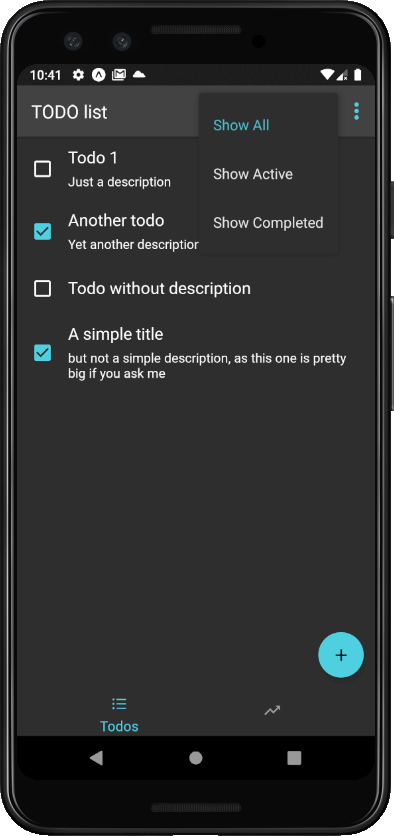 10:41
TODO list
Show All
Show Active
Show Completed
Todo 1
Just a description
Another todo
Yet another description
Todo without description
A simple title
but not a simple description, as this one is pretty
big if you ask me
+
Todos